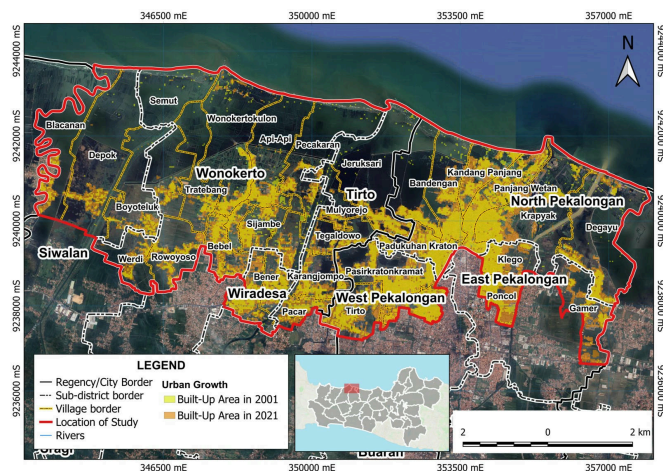 346500 mE 350000 mE 353500 mE 357000 mE
9244000 mS
9242000 mS
9240000 mS
9238000 mS
9236000 mS
N
Semut
Blacanan
Wonokertokulon
Api-Api
Pecakaran
Depok
Jeruksari
Kandang Panjang
Wonokerto
Bandengan
Tratebang
Tirto
Panjang Wetan
North Pekalongan
Boyoteluk
Mulyorejo
Krapyak
Sijambe
Degayu
Tegaldowo
Bebel
Padukuhan Kraton
Siwalan
Werdi
Rowoyoso
Klego
Bener
Karangjompo
Pasirkratonkramat
East Pekalongan
Wiradesa
West Pekalongan
Poncol
Pacar
Tirto
Gamer
LEGEND
Regency/City Border
Sub-district border
Village border
Location of Study
Rivers
Urban Growth
Built-Up Area in 2001
Built-Up Area in 2021
2 0 2 km
Buaran
9244000 mS
9242000 mS
9240000 mS
9238000 mS
346500 mE 350000 mE 353500 mE 357000 mE